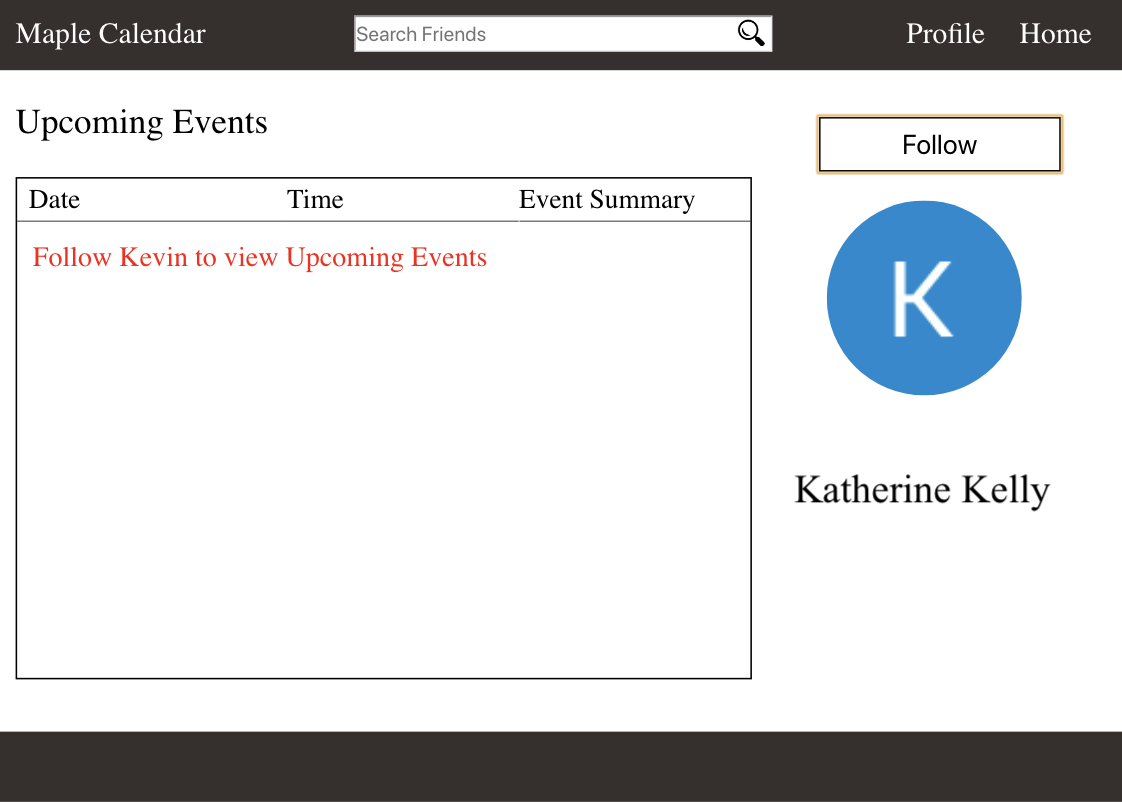 Maple Calendar
Search Friends
Profile
Home
Upcoming Events
Follow
Date Time Event Summary
Follow Kevin to view Upcoming Events
K
Katherine Kelly